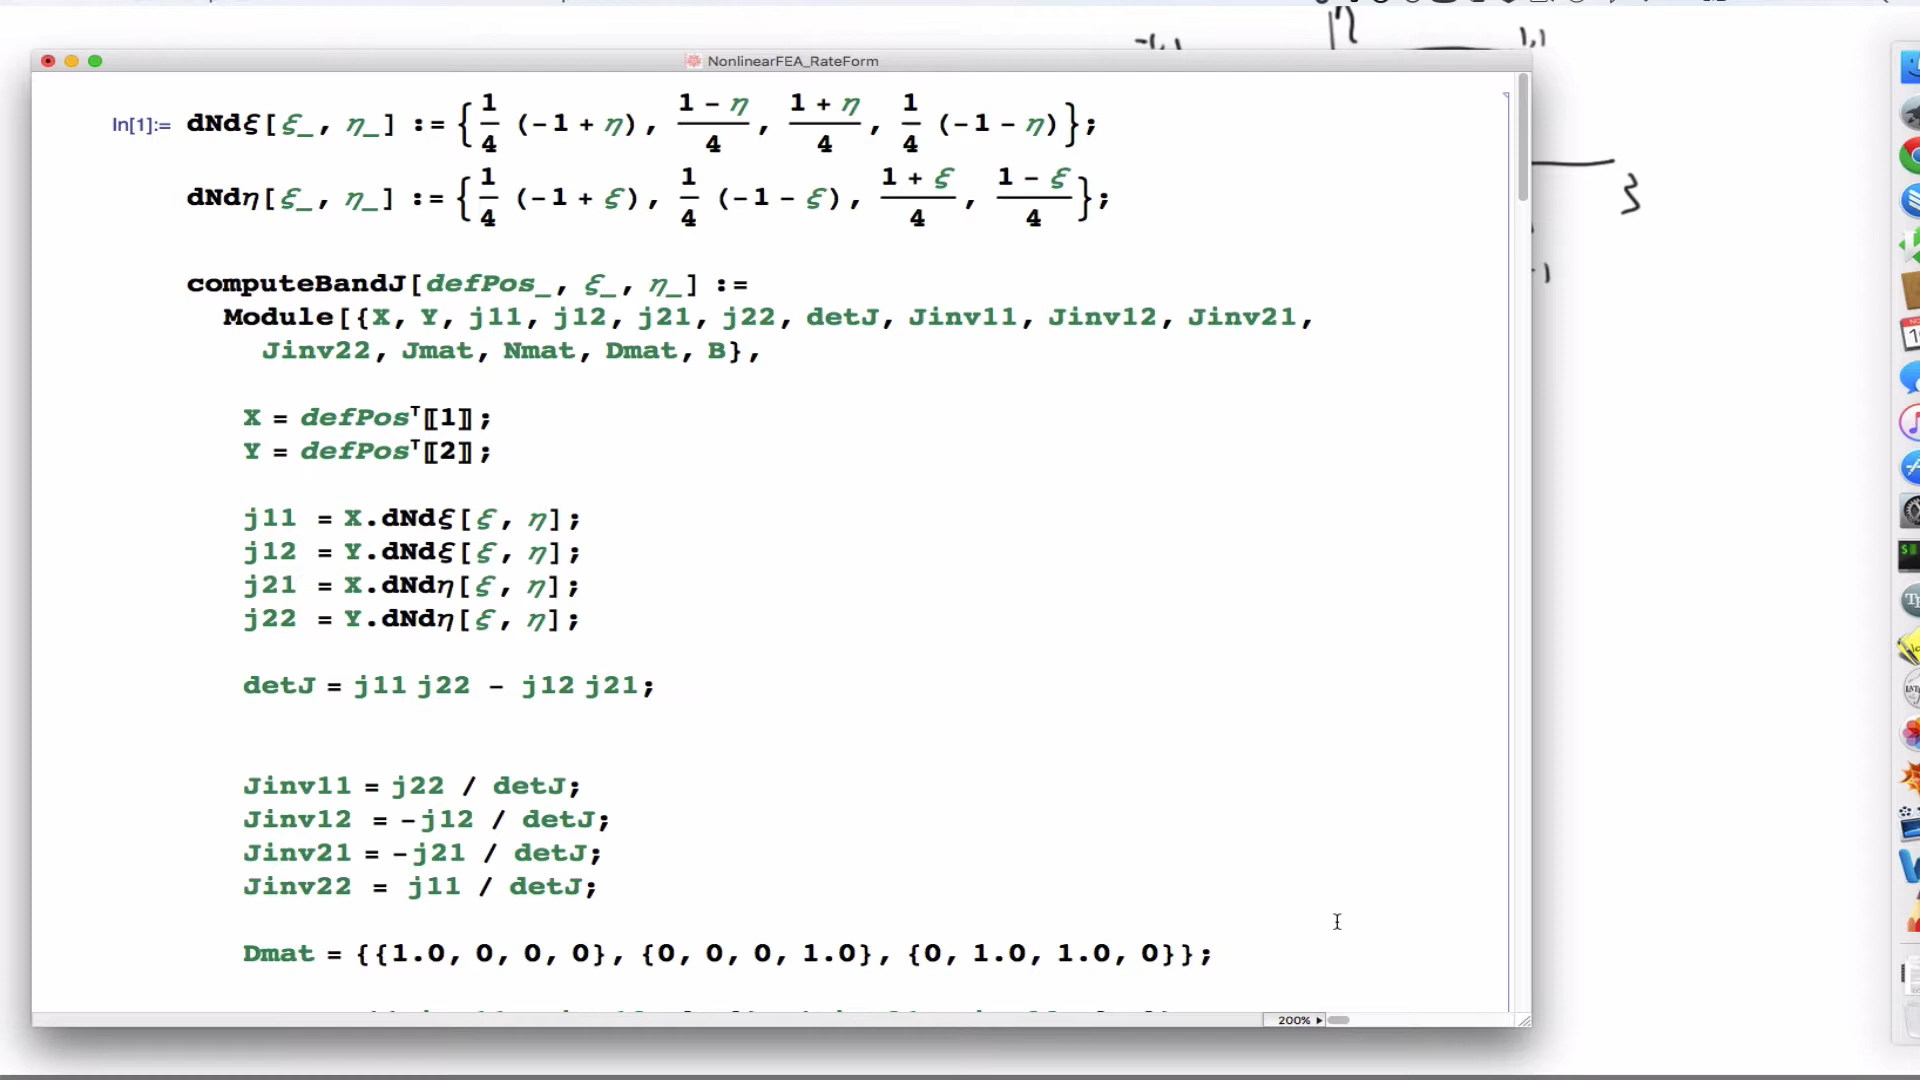 η
-1,1
1,1
NonlinearFEA_RateForm
In[1]:= dNdξ[ξ_, η_] := {1/4 (-1 + η), (1 - η)/4, (1 + η)/4, 1/4 (-1 - η)};
dNdη[ξ_, η_] := {1/4 (-1 + ξ), 1/4 (-1 - ξ), (1 + ξ)/4, (1 - ξ)/4};
computeBandJ[defPos_, ξ_, η_] :=
Module[{X, Y, j11, j12, j21, j22, detJ, Jinv11, Jinv12, Jinv21,
Jinv22, Jmat, Nmat, Dmat, B},
X = defPosᵀ⟦1⟧;
Y = defPosᵀ⟦2⟧;
j11 = X.dNdξ[ξ, η];
j12 = Y.dNdξ[ξ, η];
j21 = X.dNdη[ξ, η];
j22 = Y.dNdη[ξ, η];
detJ = j11 j22 - j12 j21;
Jinv11 = j22 / detJ;
Jinv12 = -j12 / detJ;
Jinv21 = -j21 / detJ;
Jinv22 = j11 / detJ;
Dmat = {{1.0, 0, 0, 0}, {0, 0, 0, 1.0}, {0, 1.0, 1.0, 0}};
200%